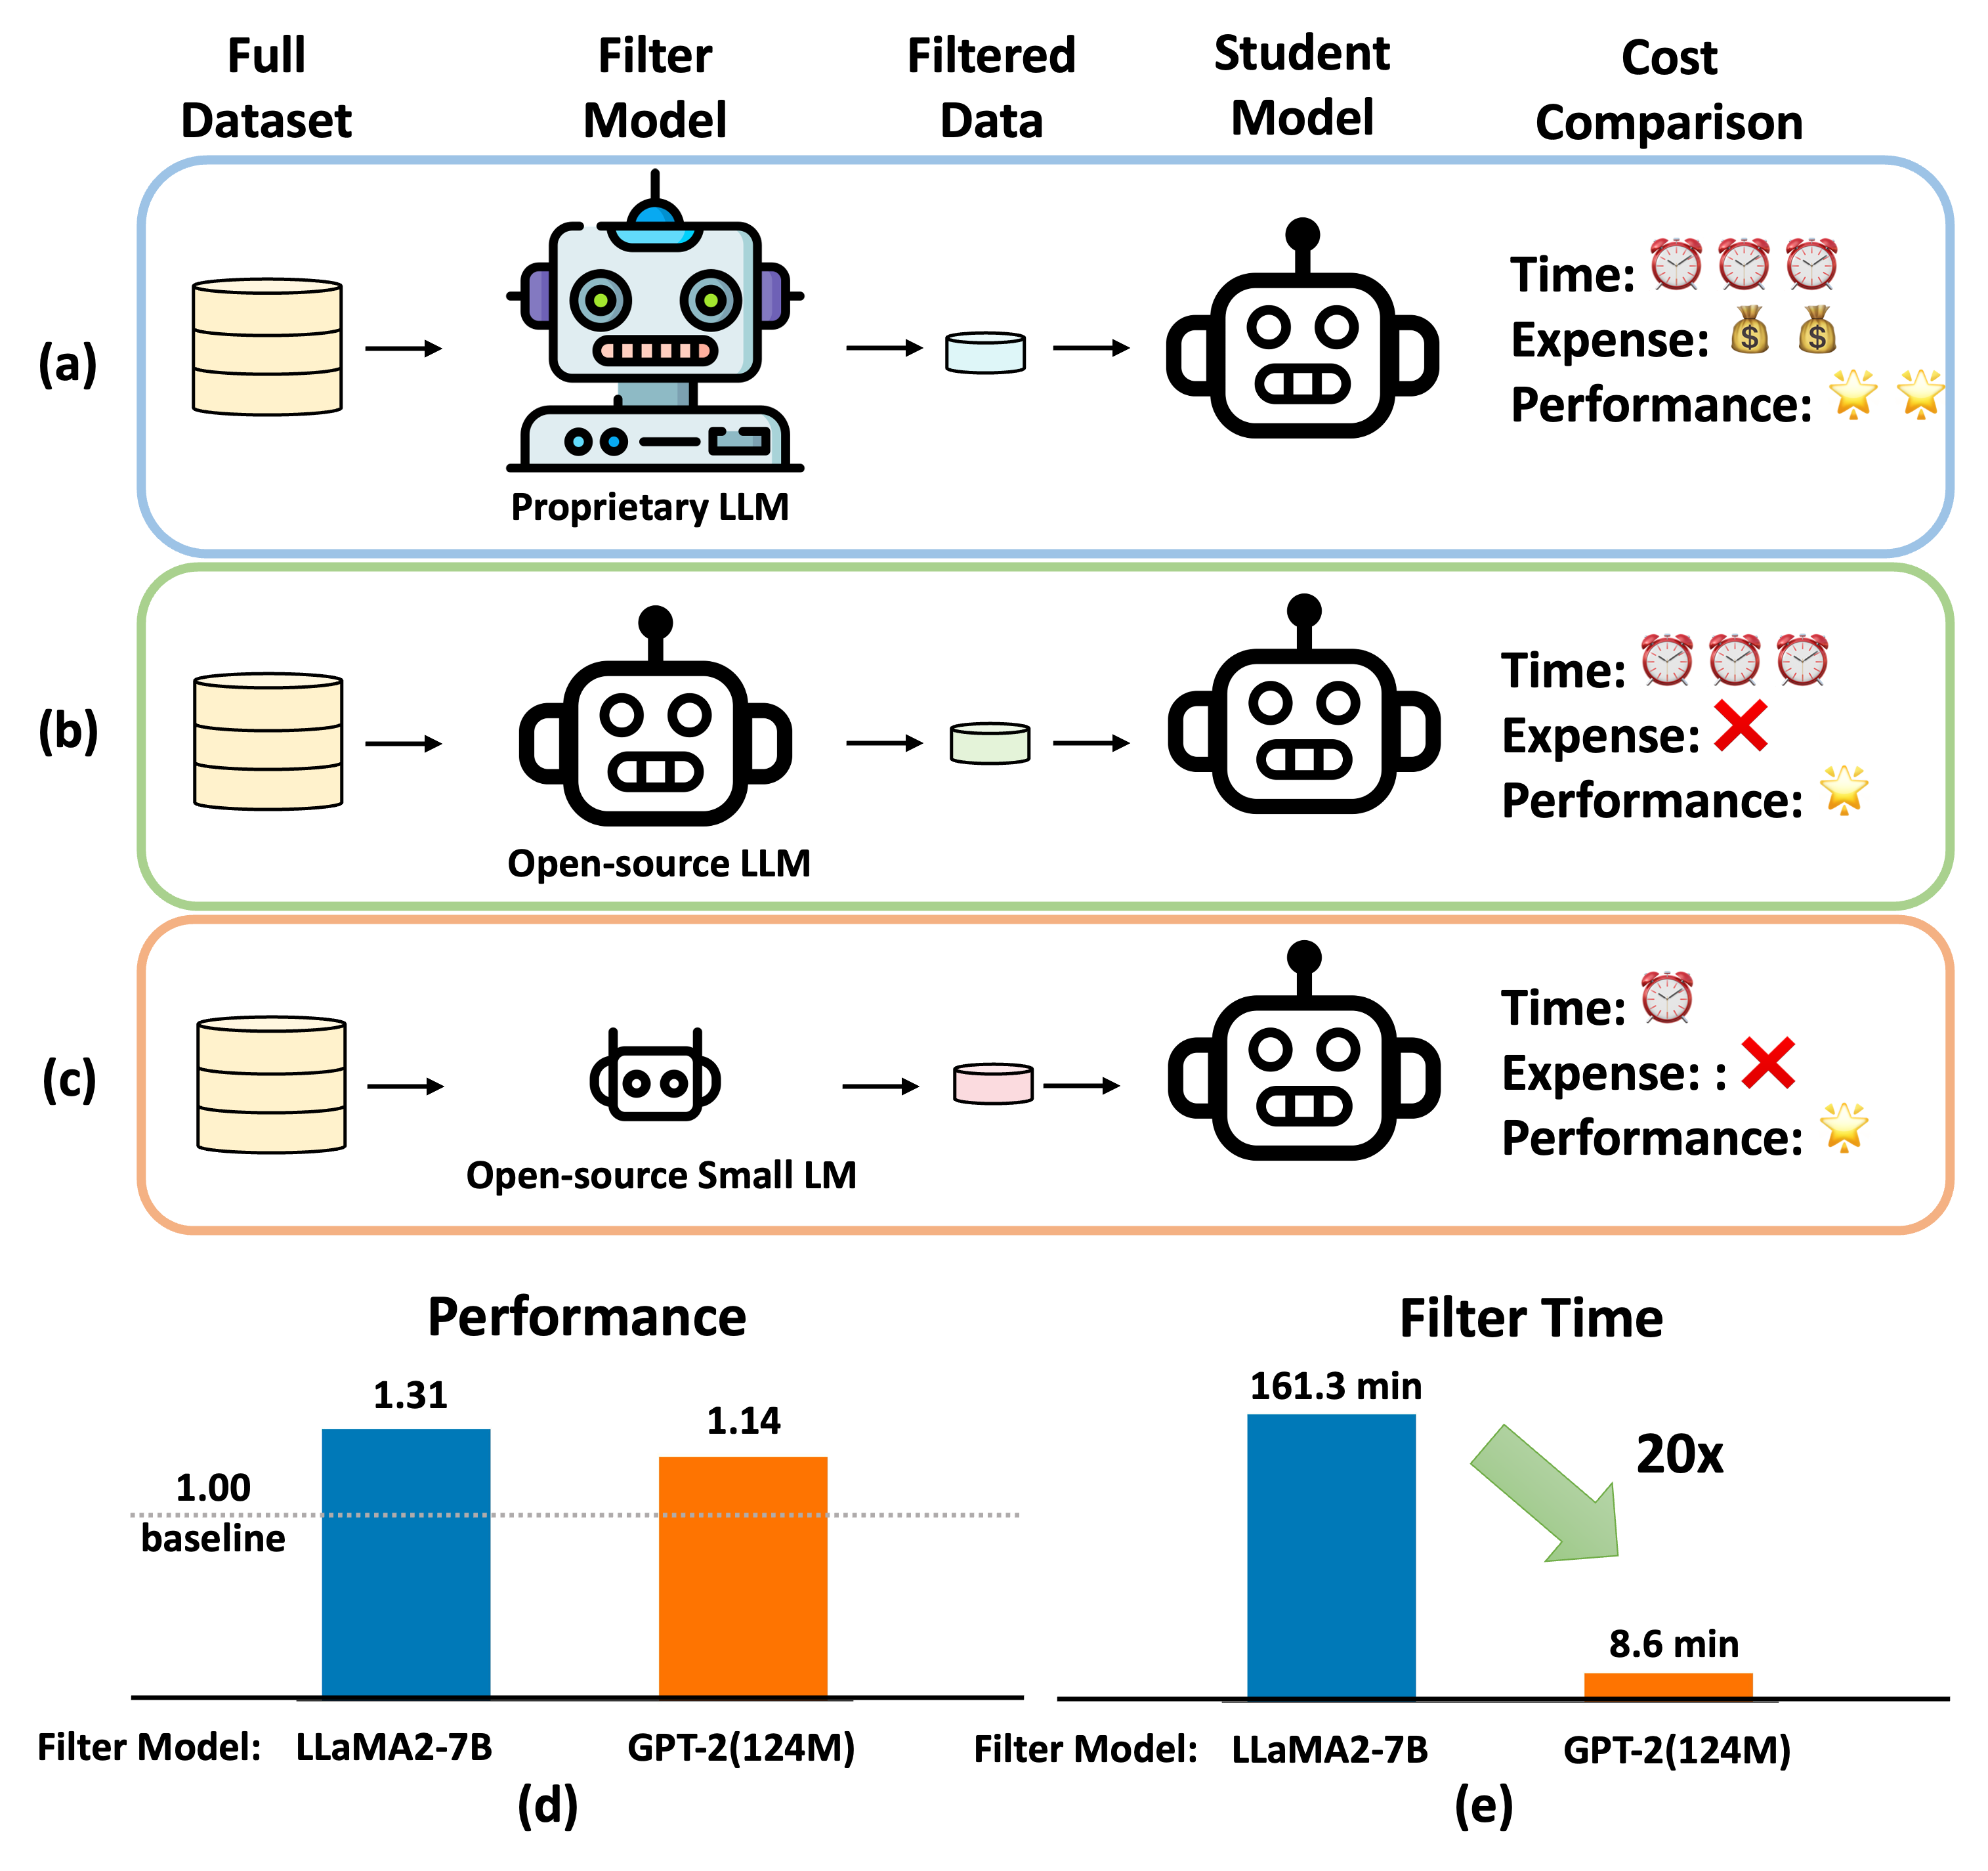 Full
Dataset
Filter
Model
Filtered
Data
Student
Model
Cost
Comparison
(a)
Proprietary LLM
Time:
Expense:
Performance:
(b)
Open-source LLM
Time:
Expense:
Performance:
(c)
Open-source Small LM
Time:
Expense: :
Performance:
Performance
1.31
1.14
1.00
baseline
Filter Model: LLaMA2-7B GPT-2(124M)
(d)
Filter Time
161.3 min
20x
8.6 min
Filter Model: LLaMA2-7B GPT-2(124M)
(e)